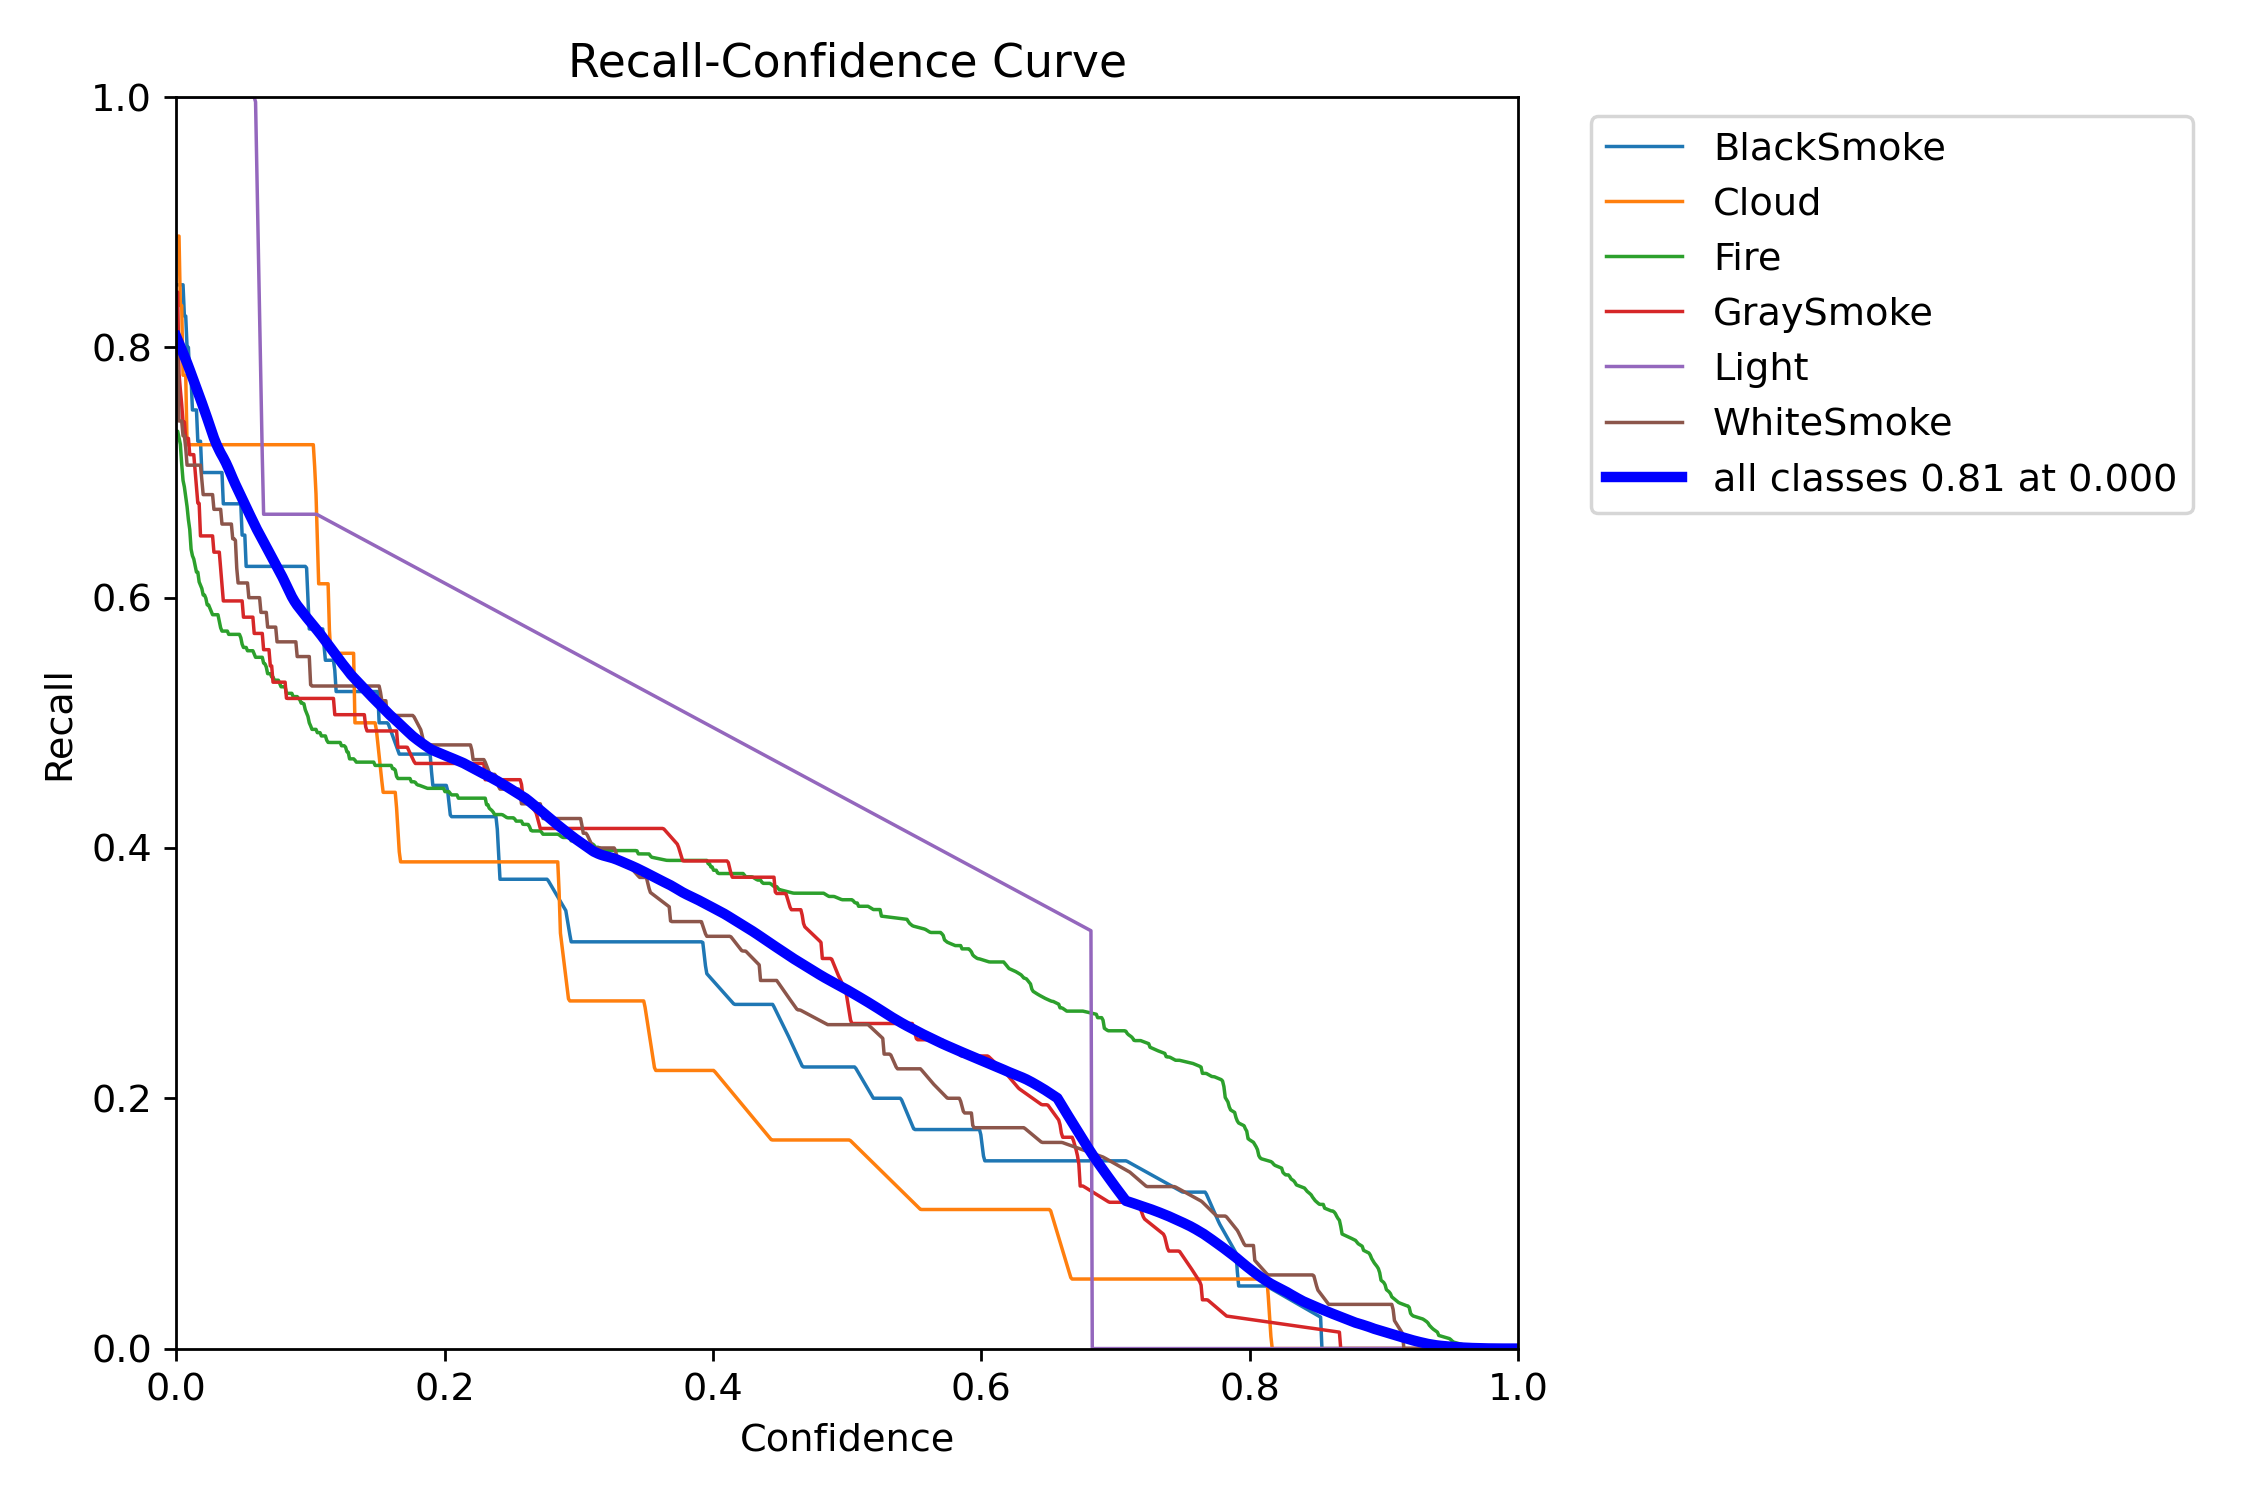 Recall-Confidence Curve
1.0
0.8
0.6
0.4
0.2
0.0
Recall
0.0 0.2 0.4 0.6 0.8 1.0
Confidence
BlackSmoke
Cloud
Fire
GraySmoke
Light
WhiteSmoke
all classes 0.81 at 0.000